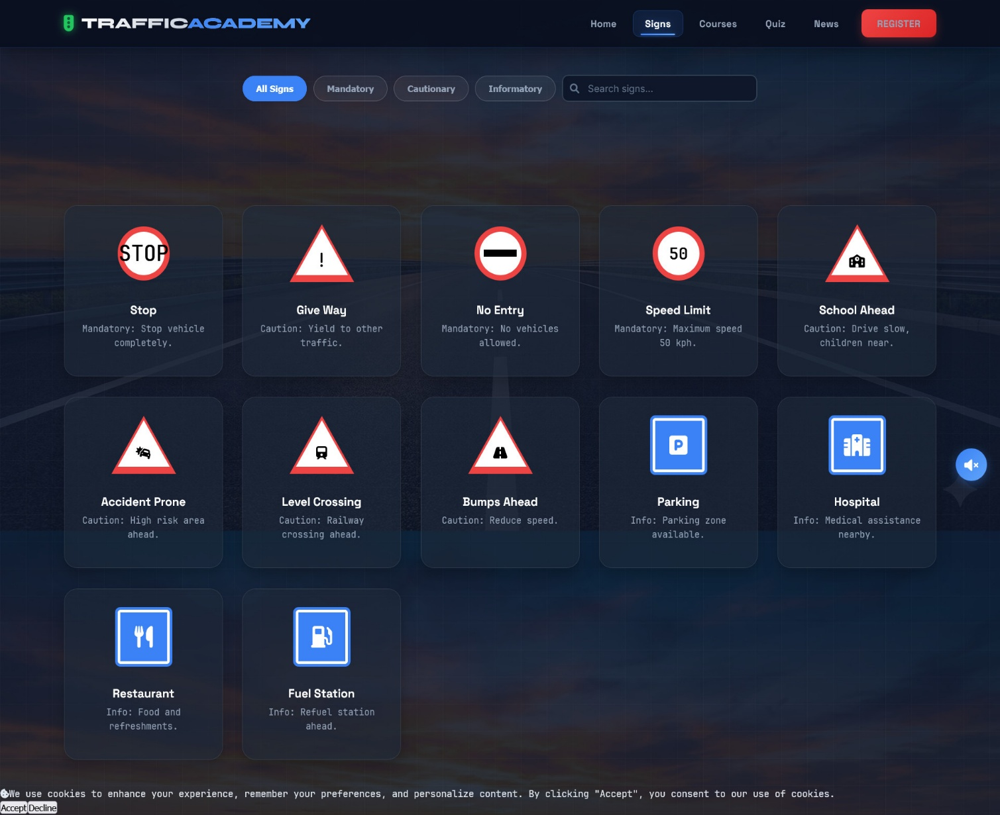 TRAFFICACADEMY
Home
Signs
Courses
Quiz
News
REGISTER
All Signs
Mandatory
Cautionary
Informatory
Search signs...
STOP
Stop
Mandatory: Stop vehicle
completely.
!
Give Way
Caution: Yield to other
traffic.
No Entry
Mandatory: No vehicles
allowed.
50
Speed Limit
Mandatory: Maximum speed
50 kph.
School Ahead
Caution: Drive slow,
children near.
Accident Prone
Caution: High risk area
ahead.
Level Crossing
Caution: Railway
crossing ahead.
Bumps Ahead
Caution: Reduce speed.
P
Parking
Info: Parking zone
available.
Hospital
Info: Medical assistance
nearby.
Restaurant
Info: Food and
refreshments.
Fuel Station
Info: Refuel station
ahead.
We use cookies to enhance your experience, remember your preferences, and personalize content. By clicking "Accept", you consent to our use of cookies.
Accept
Decline